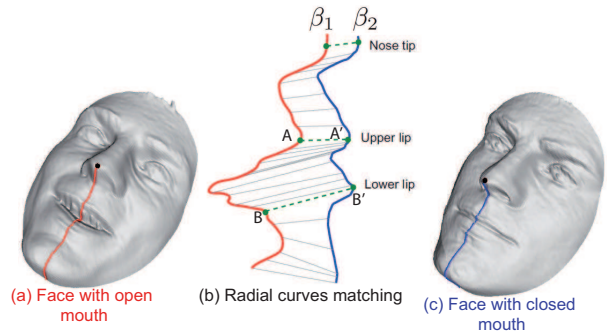 β1 β2
Nose tip
A A'
Upper lip
Lower lip
B B'
(a) Face with open
mouth
(b) Radial curves matching
(c) Face with closed
mouth